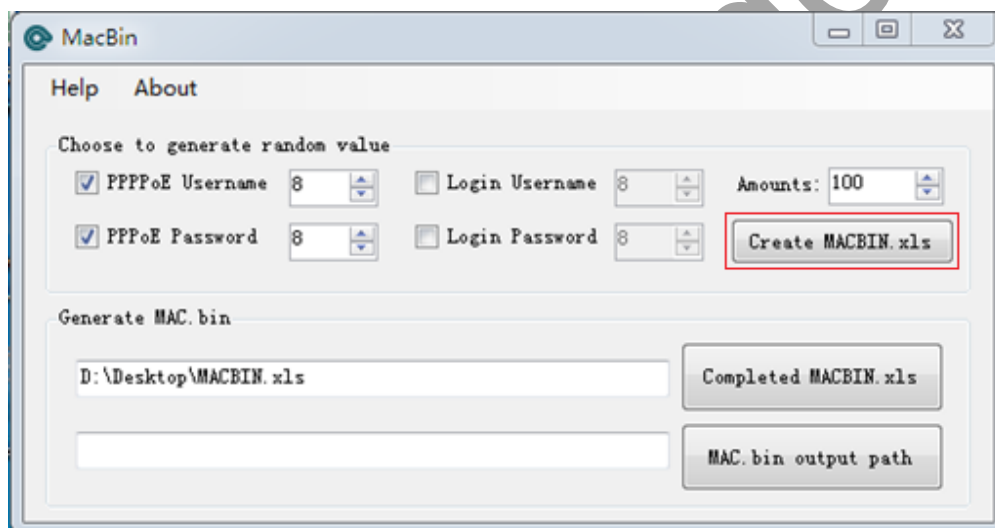 MacBin
Help About
Choose to generate random value
PPPPoE Username 8 Login Username 8 Amounts: 100
PPPoE Password 8 Login Password 8 Create MACBIN.xls
Generate MAC.bin
D:\Desktop\MACBIN.xls Completed MACBIN.xls
MAC.bin output path